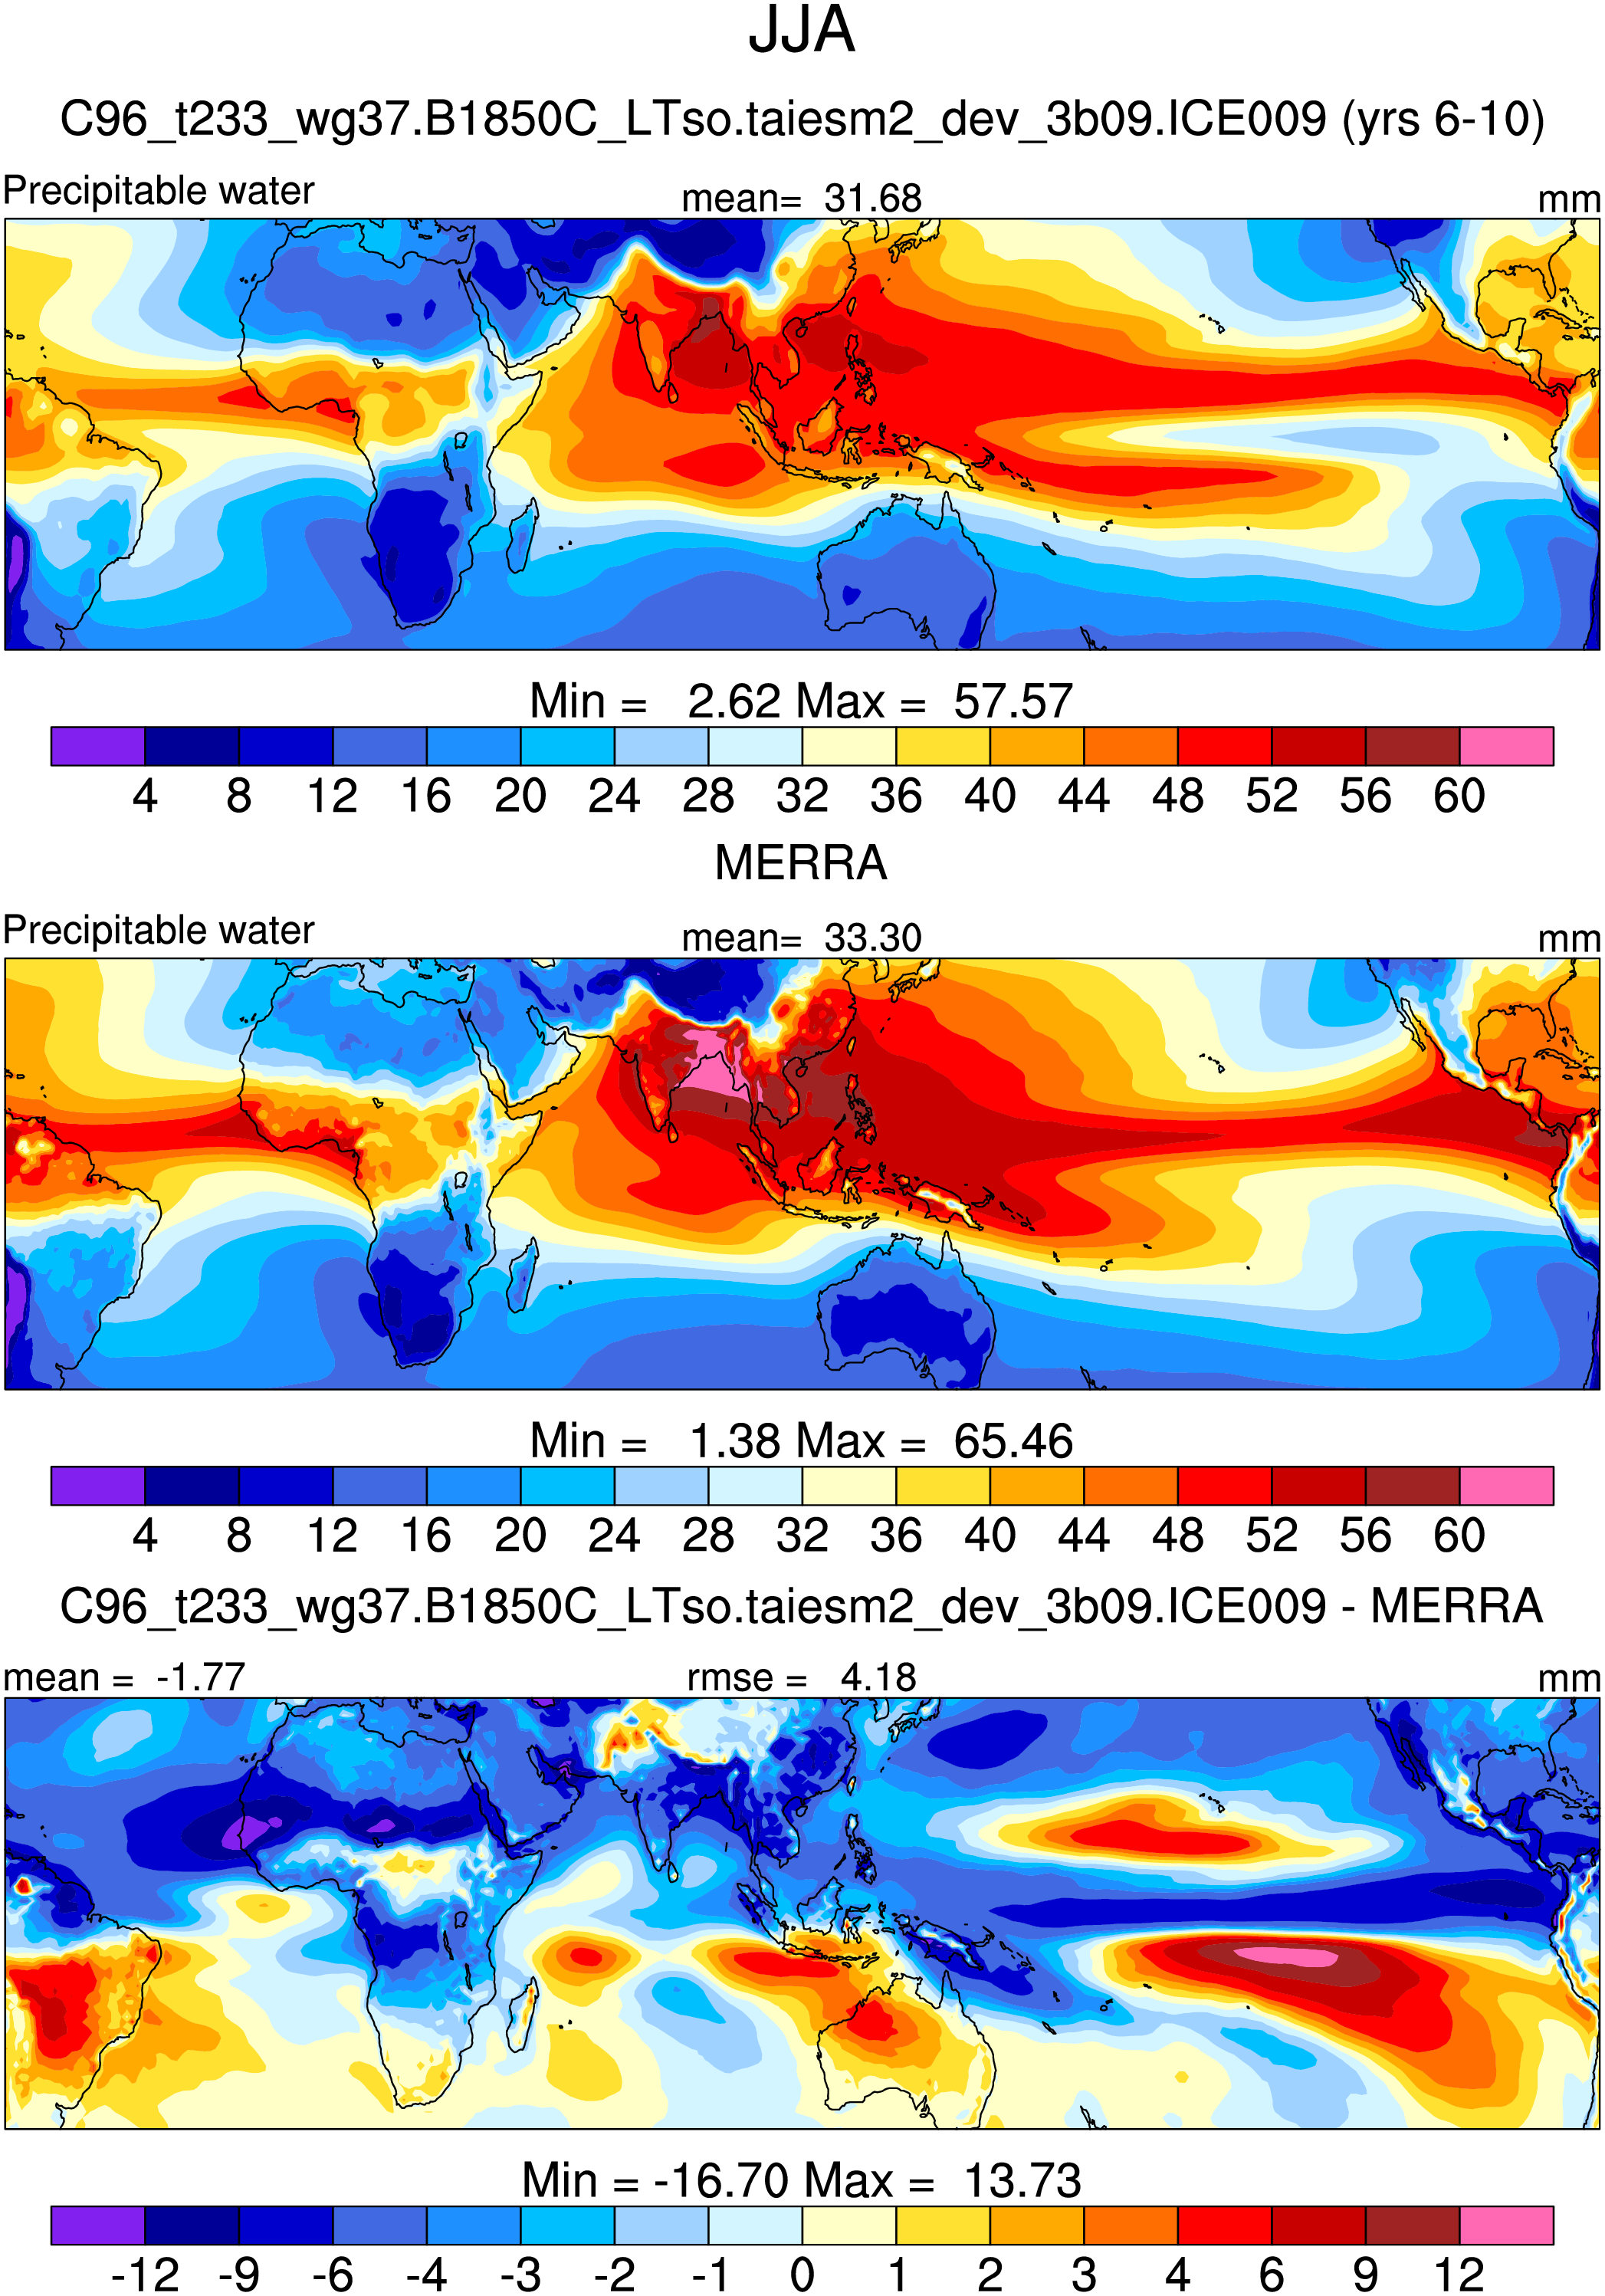 JJA
C96_t233_wg37.B1850C_LTso.taiesm2_dev_3b09.ICE009 (yrs 6-10)
Precipitable water mean= 31.68 mm
Min = 2.62 Max = 57.57
4 8 12 16 20 24 28 32 36 40 44 48 52 56 60
MERRA
Precipitable water mean= 33.30 mm
Min = 1.38 Max = 65.46
4 8 12 16 20 24 28 32 36 40 44 48 52 56 60
C96_t233_wg37.B1850C_LTso.taiesm2_dev_3b09.ICE009 - MERRA
mean = -1.77 rmse = 4.18 mm
Min = -16.70 Max = 13.73
-12 -9 -6 -4 -3 -2 -1 0 1 2 3 4 6 9 12